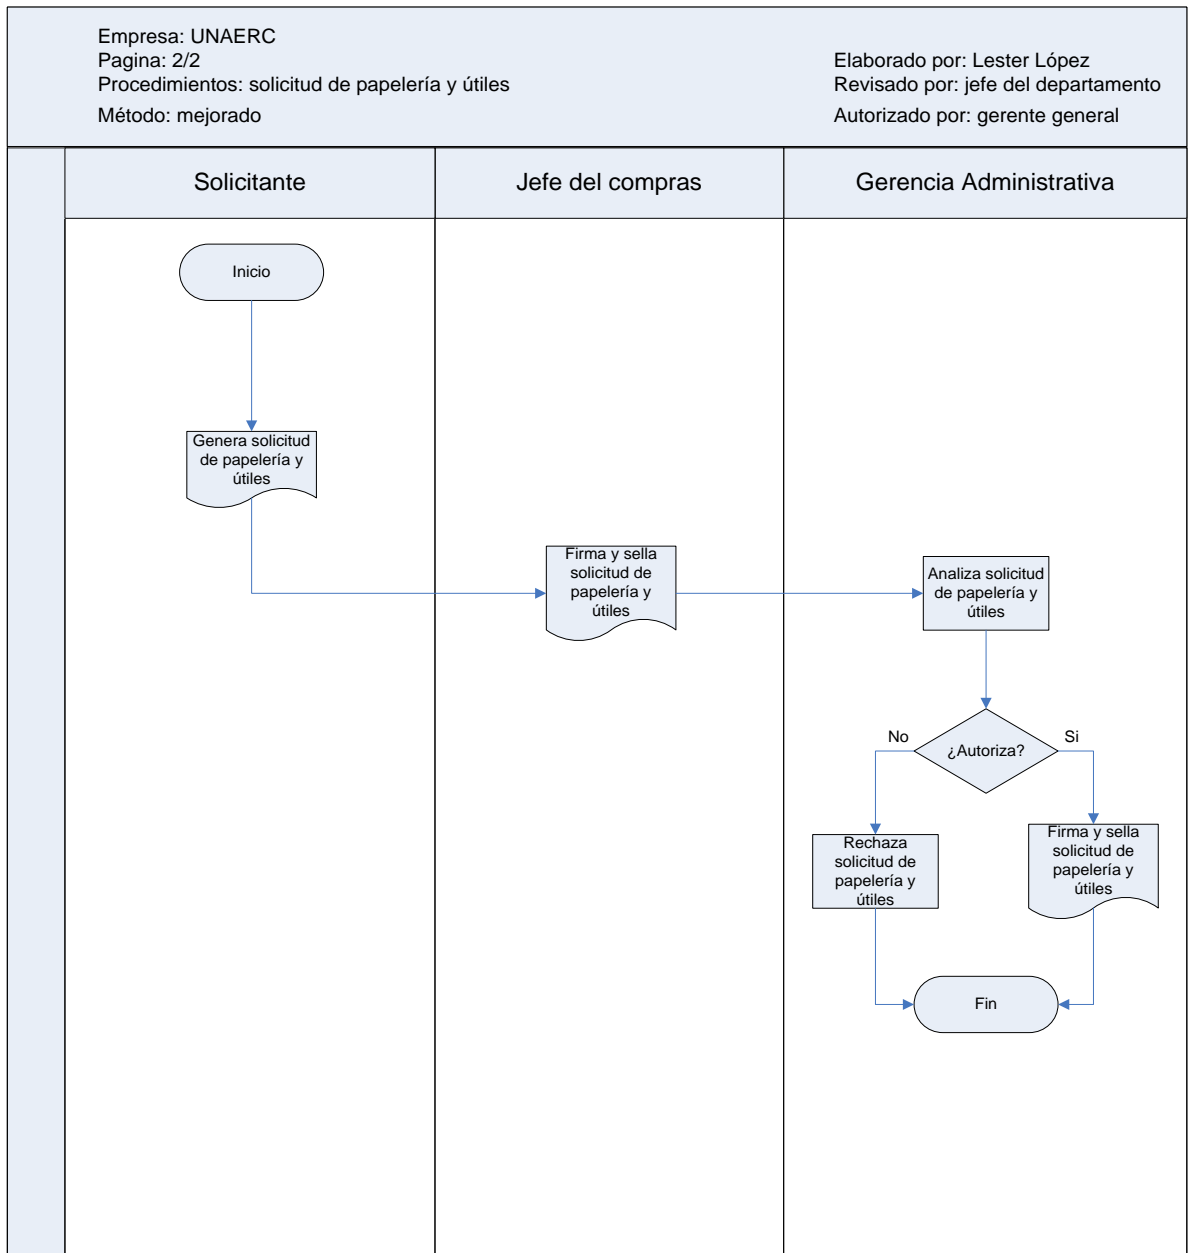 Empresa: UNAERC
Pagina: 2/2
Procedimientos: solicitud de papelería y útiles
Método: mejorado
Elaborado por: Lester López
Revisado por: jefe del departamento
Autorizado por: gerente general
Solicitante
Jefe del compras
Gerencia Administrativa
Inicio
Genera solicitud
de papelería y
útiles
Firma y sella
solicitud de
papelería y
útiles
Analiza solicitud
de papelería y
útiles
¿Autoriza?
No
Si
Rechaza
solicitud de
papelería y
útiles
Firma y sella
solicitud de
papelería y
útiles
Fin